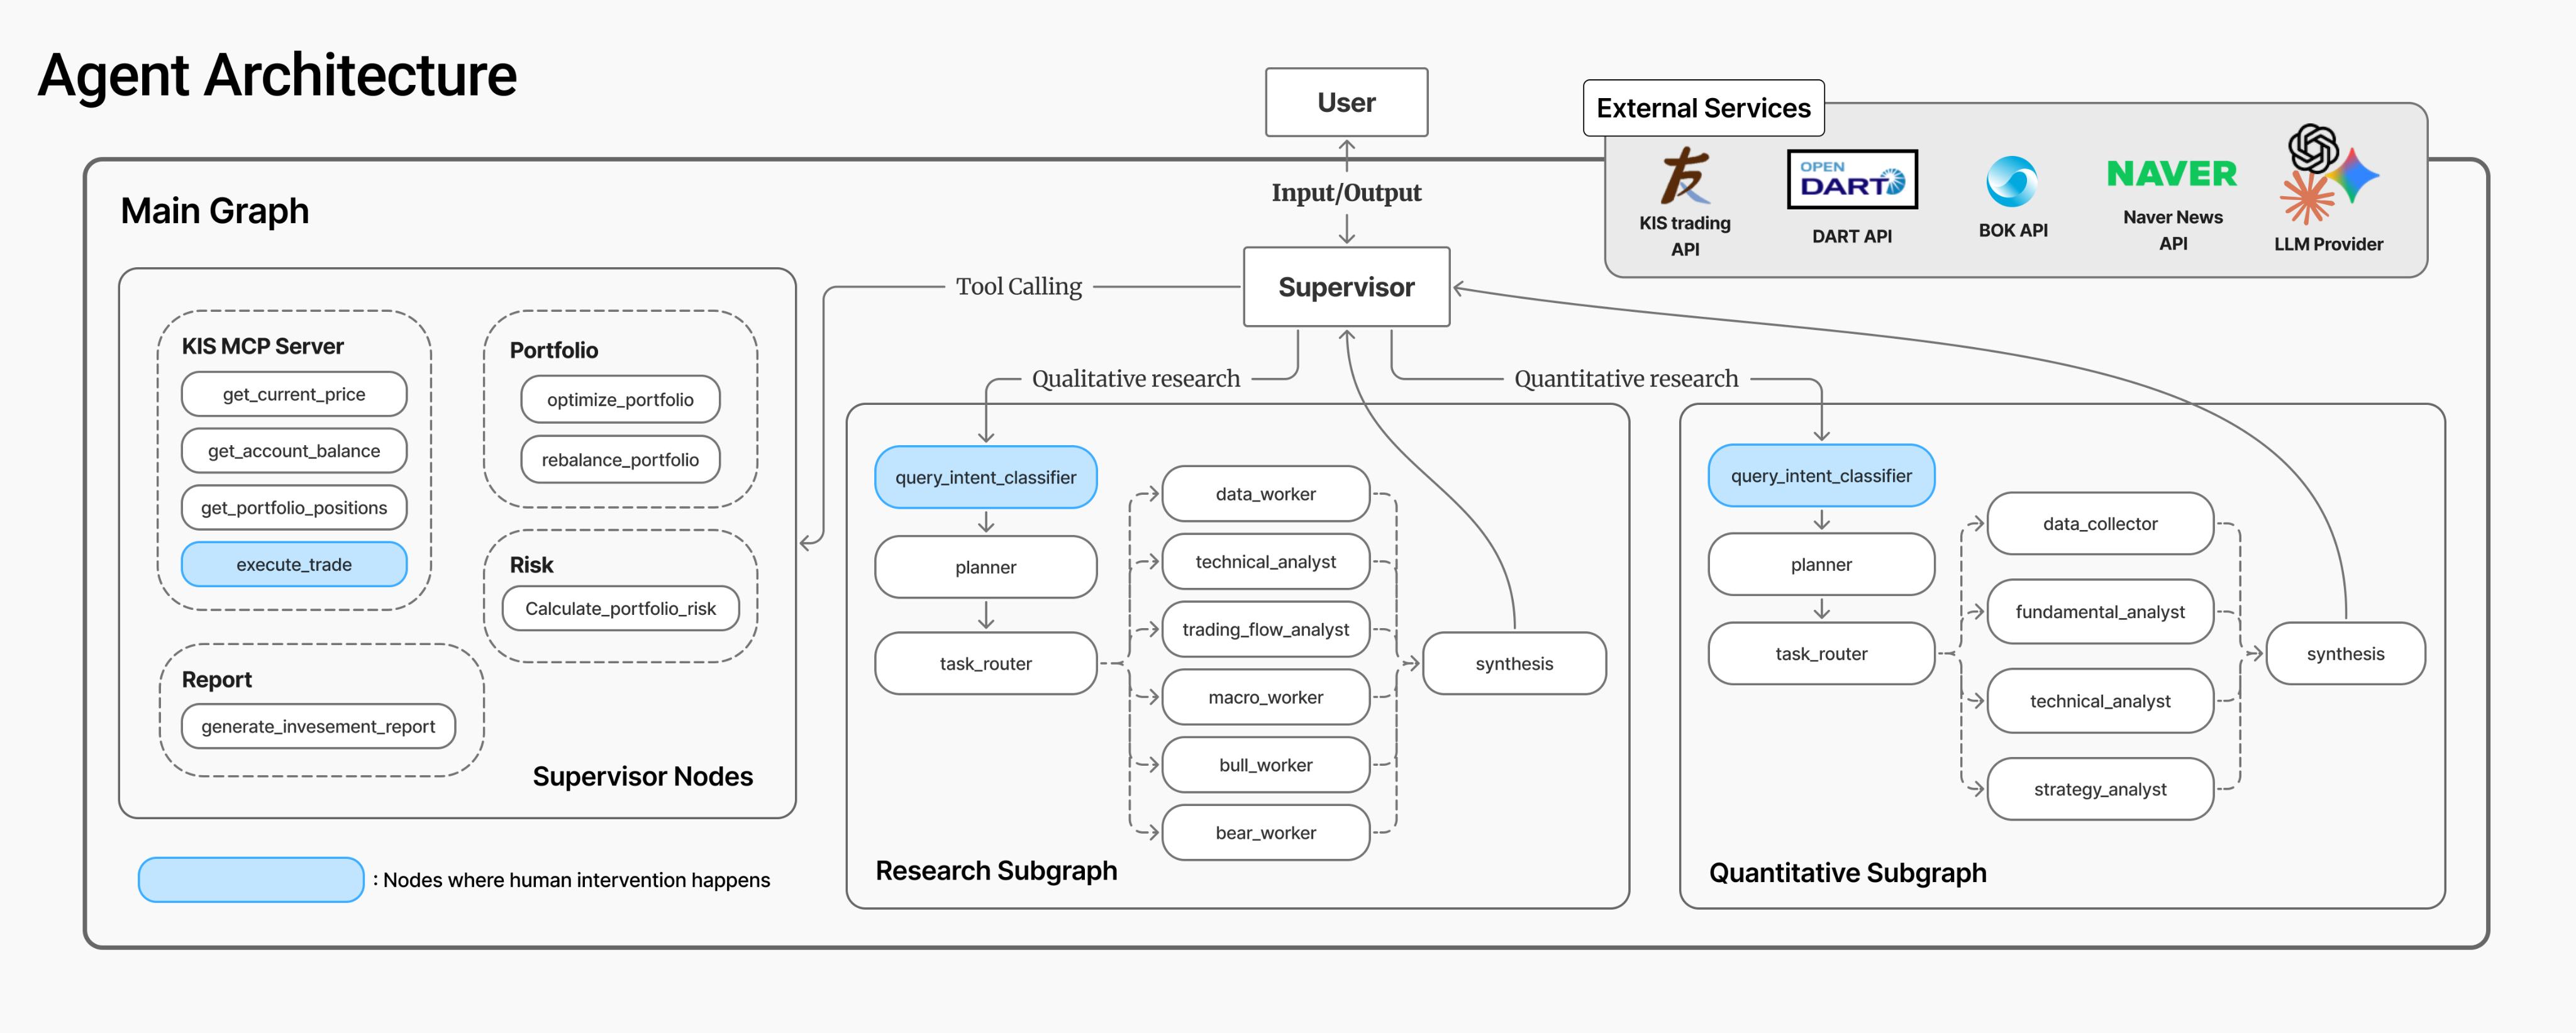 Agent Architecture
User
External Services
Input/Output
OPEN
DART
NAVER
KIS trading
API
DART API
BOK API
Naver News
API
LLM Provider
Main Graph
Supervisor
Tool Calling
Qualitative research
Quantitative research
KIS MCP Server
get_current_price
get_account_balance
get_portfolio_positions
execute_trade
Portfolio
optimize_portfolio
rebalance_portfolio
Risk
Calculate_portfolio_risk
Report
generate_invesement_report
Supervisor Nodes
: Nodes where human intervention happens
query_intent_classifier
planner
task_router
data_worker
technical_analyst
trading_flow_analyst
macro_worker
bull_worker
bear_worker
synthesis
Research Subgraph
query_intent_classifier
planner
task_router
data_collector
fundamental_analyst
technical_analyst
strategy_analyst
synthesis
Quantitative Subgraph